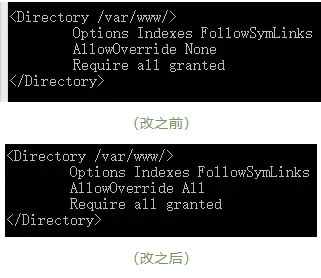 <Directory /var/www/>
Options Indexes FollowSymLinks
AllowOverride None
Require all granted
</Directory>
（改之前）
<Directory /var/www/>
Options Indexes FollowSymLinks
AllowOverride All
Require all granted
</Directory>
（改之后）